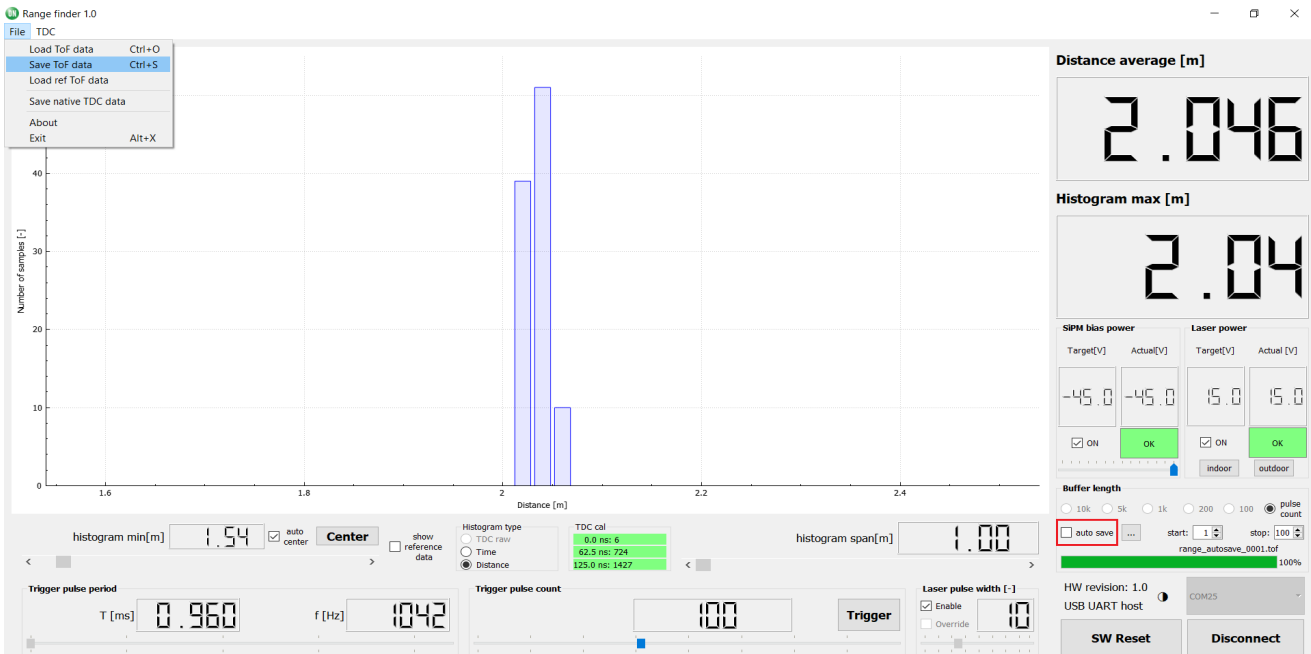 Range finder 1.0
File TDC
Load ToF data Ctrl+O
Save ToF data Ctrl+S
Load ref ToF data
Save native TDC data
About
Exit Alt+X
Number of samples [-]
40
30
20
10
0
1.6 1.8 2 2.2 2.4
Distance [m]
Distance average [m]
2.046
Histogram max [m]
2.04
SiPM bias power
Target[V] Actual[V]
-45.0 -45.0
ON OK
Laser power
Target[V] Actual [V]
15.0 15.0
ON OK
indoor outdoor
Buffer length
10k 5k 1k 200 100 pulse count
auto save ... start: 1 stop: 100
range_autosave_0001.tof
100%
histogram min[m] 1.54 auto center Center
show reference data
Histogram type
TDC raw
Time
Distance
TDC cal
0.0 ns: 6
62.5 ns: 724
125.0 ns: 1427
histogram span[m] 1.00
< >
< >
Trigger pulse period
T [ms] 0.960 f [Hz] 1042
Trigger pulse count
100 Trigger
Laser pulse width [-]
Enable
Override
10
HW revision: 1.0
USB UART host
COM25
SW Reset Disconnect